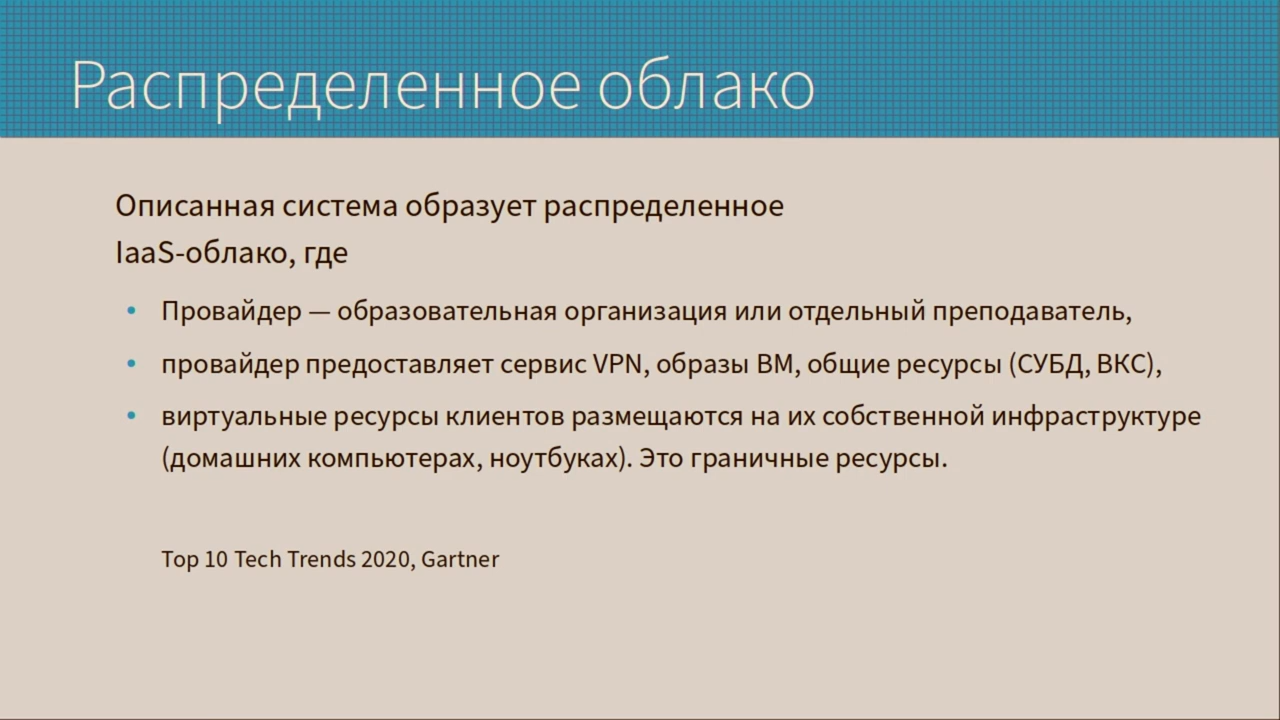 Распределенное облако
Описанная система образует распределенное
IaaS-облако, где
• Провайдер — образовательная организация или отдельный преподаватель,
• провайдер предоставляет сервис VPN, образы ВМ, общие ресурсы (СУБД, ВКС),
• виртуальные ресурсы клиентов размещаются на их собственной инфраструктуре
(домашних компьютерах, ноутбуках). Это граничные ресурсы.
Top 10 Tech Trends 2020, Gartner